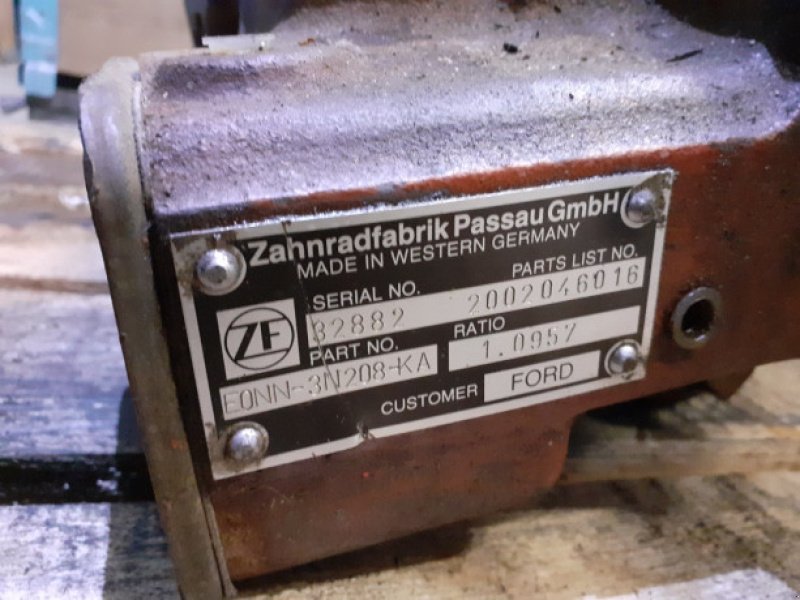 Zahnradfabrik Passau GmbH
MADE IN WESTERN GERMANY
SERIAL NO. PARTS LIST NO.
32882 2002046016
ZF
PART NO. RATIO
E0NN-3N208-KA 1.0957
CUSTOMER FORD